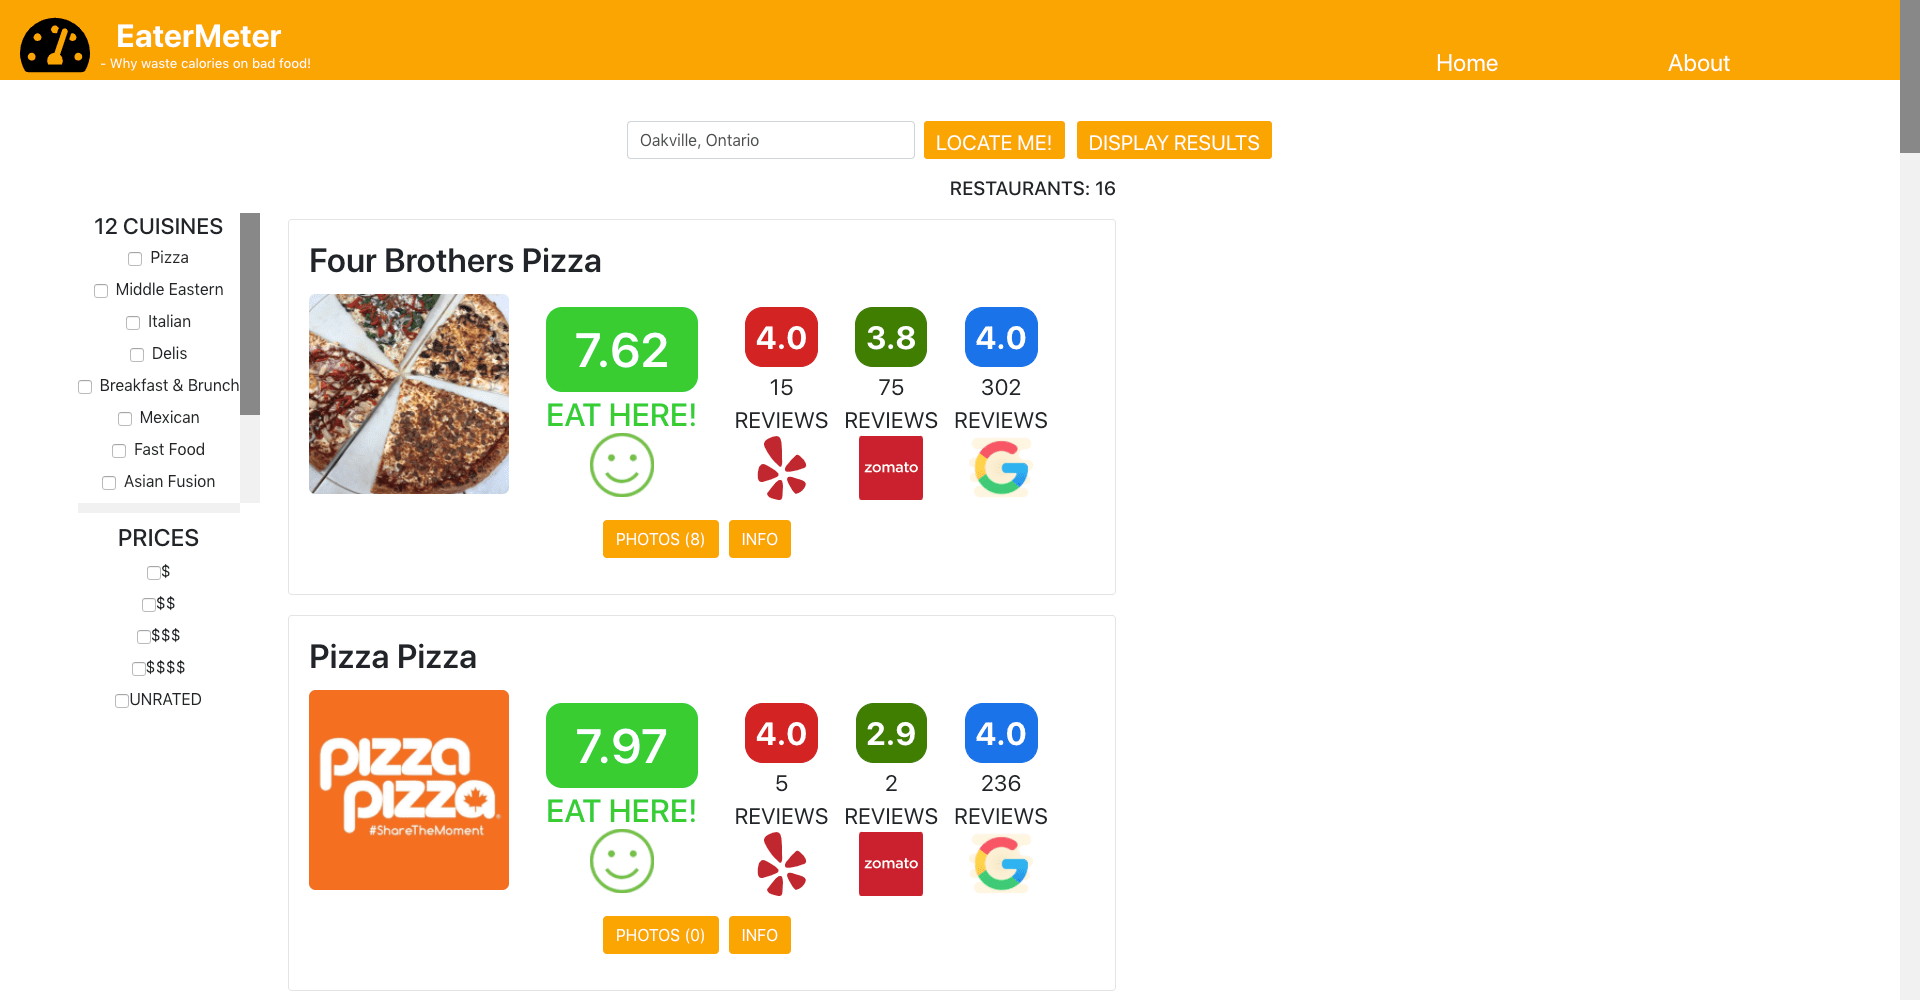 EaterMeter
- Why waste calories on bad food!
Home
About
Oakville, Ontario
LOCATE ME!
DISPLAY RESULTS
RESTAURANTS: 16
12 CUISINES
Pizza
Middle Eastern
Italian
Delis
Breakfast & Brunch
Mexican
Fast Food
Asian Fusion
PRICES
$
$$
$$$
$$$$
UNRATED
Four Brothers Pizza
7.62
EAT HERE!
4.0
15
REVIEWS
3.8
75
REVIEWS
zomato
4.0
302
REVIEWS
G
PHOTOS (8)
INFO
Pizza Pizza
pizza
pizza
#ShareTheMoment
7.97
EAT HERE!
4.0
5
REVIEWS
2.9
2
REVIEWS
zomato
4.0
236
REVIEWS
G
PHOTOS (0)
INFO